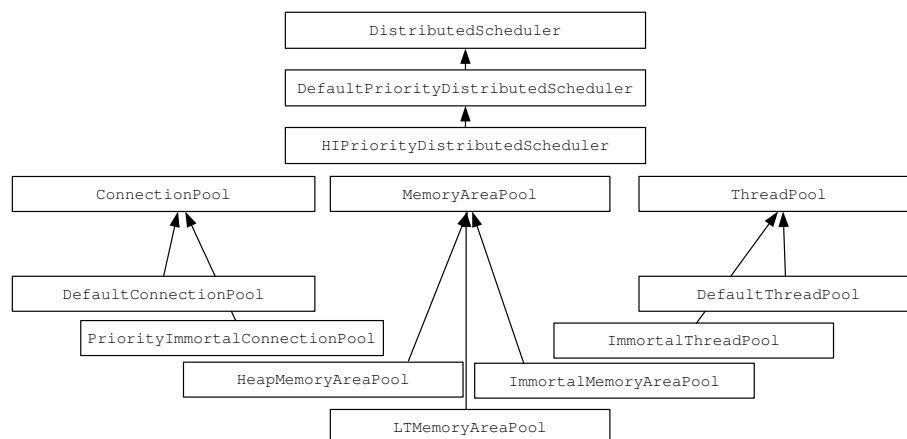 DistributedScheduler
DefaultPriorityDistributedScheduler
HIPriorityDistributedScheduler
ConnectionPool
MemoryAreaPool
ThreadPool
DefaultConnectionPool
DefaultThreadPool
PriorityImmortalConnectionPool
ImmortalThreadPool
HeapMemoryAreaPool
ImmortalMemoryAreaPool
LTMemoryAreaPool